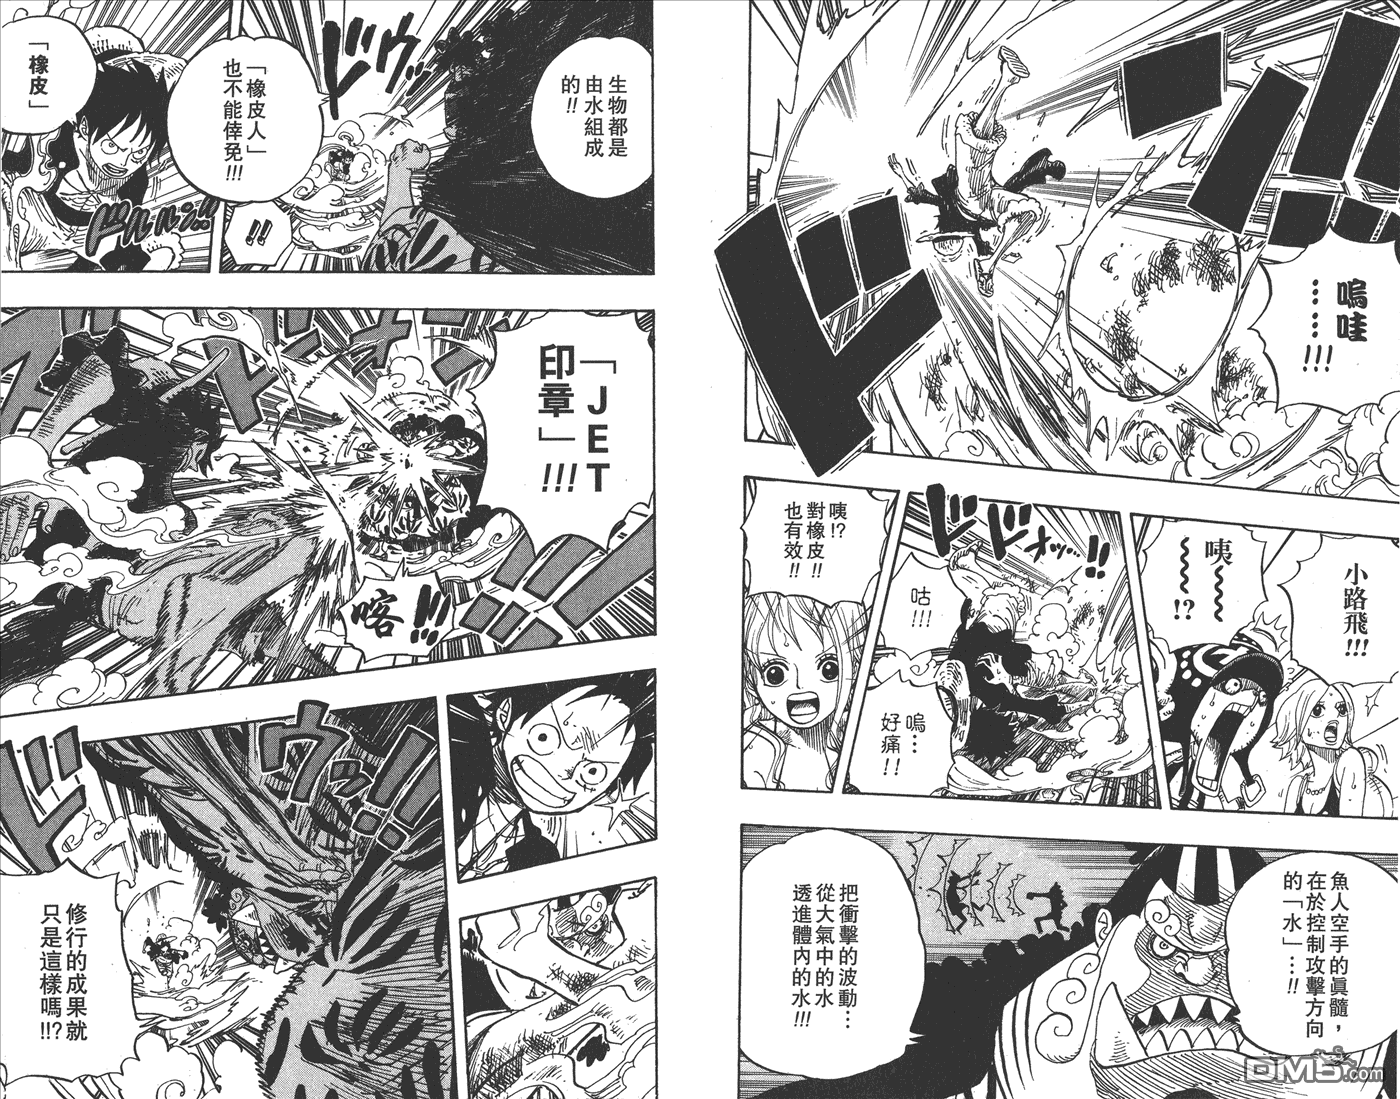 嗚哇
……!!!
小路飛!!!
咦
～～!?
咕!!!
嗚…
好痛!!
咦!?
對橡皮!!
也有效!!
ドドォッ…!!
魚人空手的真髓，
在於控制攻擊方向
的「水」…!!
把衝擊的波動…
從大氣中的水
透進體內的水!!!
生物都是
由水組成
的!!
ドウッ
「橡皮人」
也不能倖免!!!
!!
「橡皮」
ドルルルン!!
「JET
印章」!!!
喀!!!
ドウッ!!
修行的成果就
只是這樣嗎!!?
DM5.com